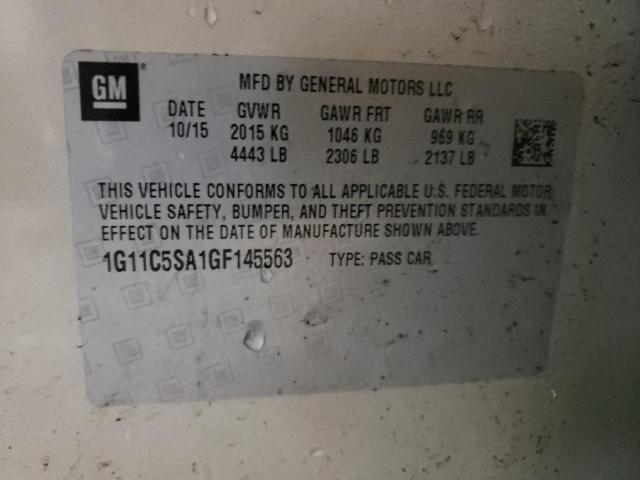 GM ® MFD BY GENERAL MOTORS LLC
DATE GVWR GAWR FRT GAWR RR
10/15 2015 KG 1046 KG 969 KG
4443 LB 2306 LB 2137 LB
THIS VEHICLE CONFORMS TO ALL APPLICABLE U.S. FEDERAL MOTOR
VEHICLE SAFETY, BUMPER, AND THEFT PREVENTION STANDARDS IN
EFFECT ON THE DATE OF MANUFACTURE SHOWN ABOVE.
1G11C5SA1GF145563 TYPE: PASS CAR